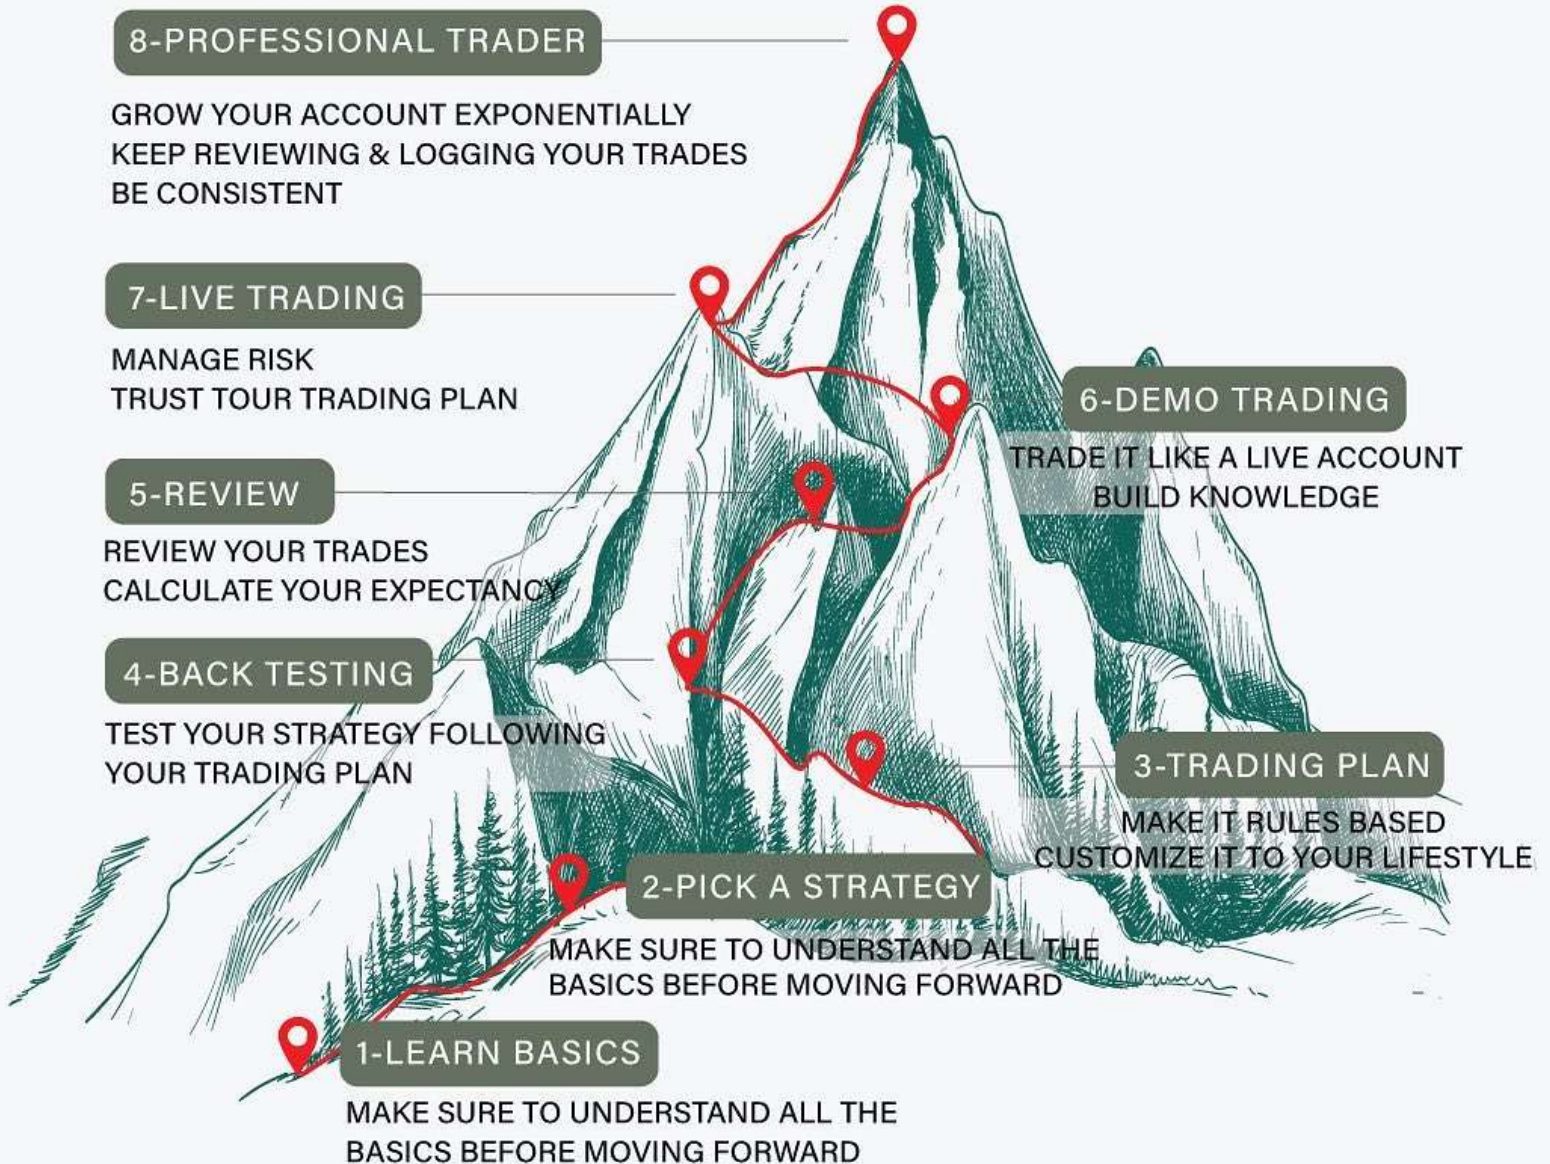 8-PROFESSIONAL TRADER
GROW YOUR ACCOUNT EXPONENTIALLY
KEEP REVIEWING & LOGGING YOUR TRADES
BE CONSISTENT
7-LIVE TRADING
MANAGE RISK
TRUST TOUR TRADING PLAN
6-DEMO TRADING
TRADE IT LIKE A LIVE ACCOUNT
BUILD KNOWLEDGE
5-REVIEW
REVIEW YOUR TRADES
CALCULATE YOUR EXPECTANCY
4-BACK TESTING
TEST YOUR STRATEGY FOLLOWING
YOUR TRADING PLAN
3-TRADING PLAN
MAKE IT RULES BASED
CUSTOMIZE IT TO YOUR LIFESTYLE
2-PICK A STRATEGY
MAKE SURE TO UNDERSTAND ALL THE
BASICS BEFORE MOVING FORWARD
1-LEARN BASICS
MAKE SURE TO UNDERSTAND ALL THE
BASICS BEFORE MOVING FORWARD